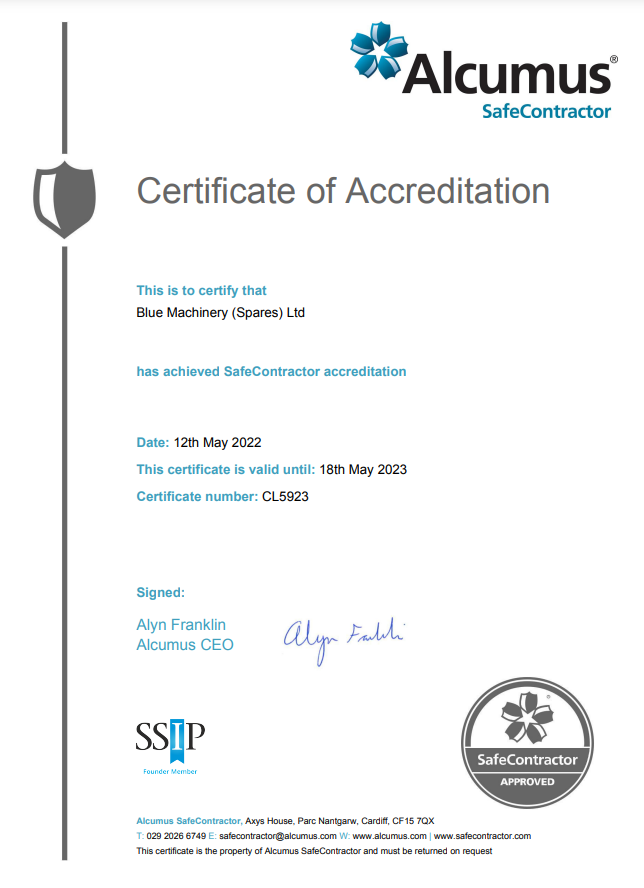 Alcumus®
SafeContractor
Certificate of Accreditation
This is to certify that
Blue Machinery (Spares) Ltd
has achieved SafeContractor accreditation
Date: 12th May 2022
This certificate is valid until: 18th May 2023
Certificate number: CL5923
Signed:
Alyn Franklin
Alcumus CEO
Alyn Franklin
SSIP
Founder Member
SafeContractor
APPROVED
Alcumus SafeContractor, Axys House, Parc Nantgarw, Cardiff, CF15 7QX
T: 029 2026 6749 E: safecontractor@alcumus.com W: www.alcumus.com | www.safecontractor.com
This certificate is the property of Alcumus SafeContractor and must be returned on request